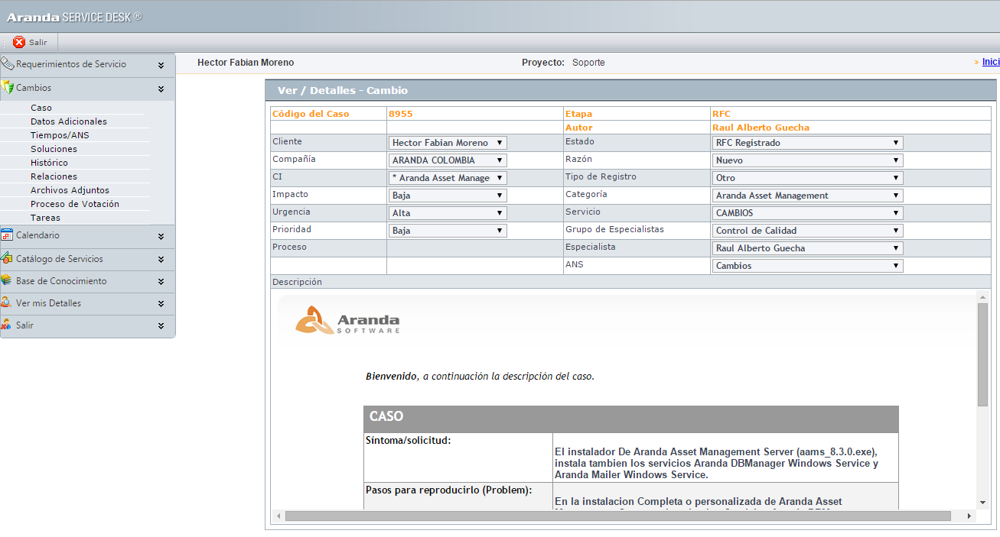 Aranda SERVICE DESK ®
Salir
Requerimientos de Servicio
Cambios
Caso
Datos Adicionales
Tiempos/ANS
Soluciones
Histórico
Relaciones
Archivos Adjuntos
Proceso de Votación
Tareas
Calendario
Catálogo de Servicios
Base de Conocimiento
Ver mis Detalles
Salir
Hector Fabian Moreno Proyecto: Soporte » Inici
Ver / Detalles - Cambio
Código del Caso 8955 Etapa RFC
Autor Raul Alberto Guecha
Cliente Hector Fabian Moreno Estado RFC Registrado
Compañía ARANDA COLOMBIA Razón Nuevo
CI * Aranda Asset Manage Tipo de Registro Otro
Impacto Baja Categoría Aranda Asset Management
Urgencia Alta Servicio CAMBIOS
Prioridad Baja Grupo de Especialistas Control de Calidad
Proceso Especialista Raul Alberto Guecha
ANS Cambios
Descripción
Aranda
SOFTWARE
Bienvenido, a continuación la descripción del caso.
CASO
Síntoma/solicitud:
El instalador De Aranda Asset Management Server (aams_8.3.0.exe),
instala tambien los servicios Aranda DBManager Windows Service y
Aranda Mailer Windows Service.
Pasos para reproducirlo (Problem):
En la instalacion Completa o personalizada de Aranda Asset